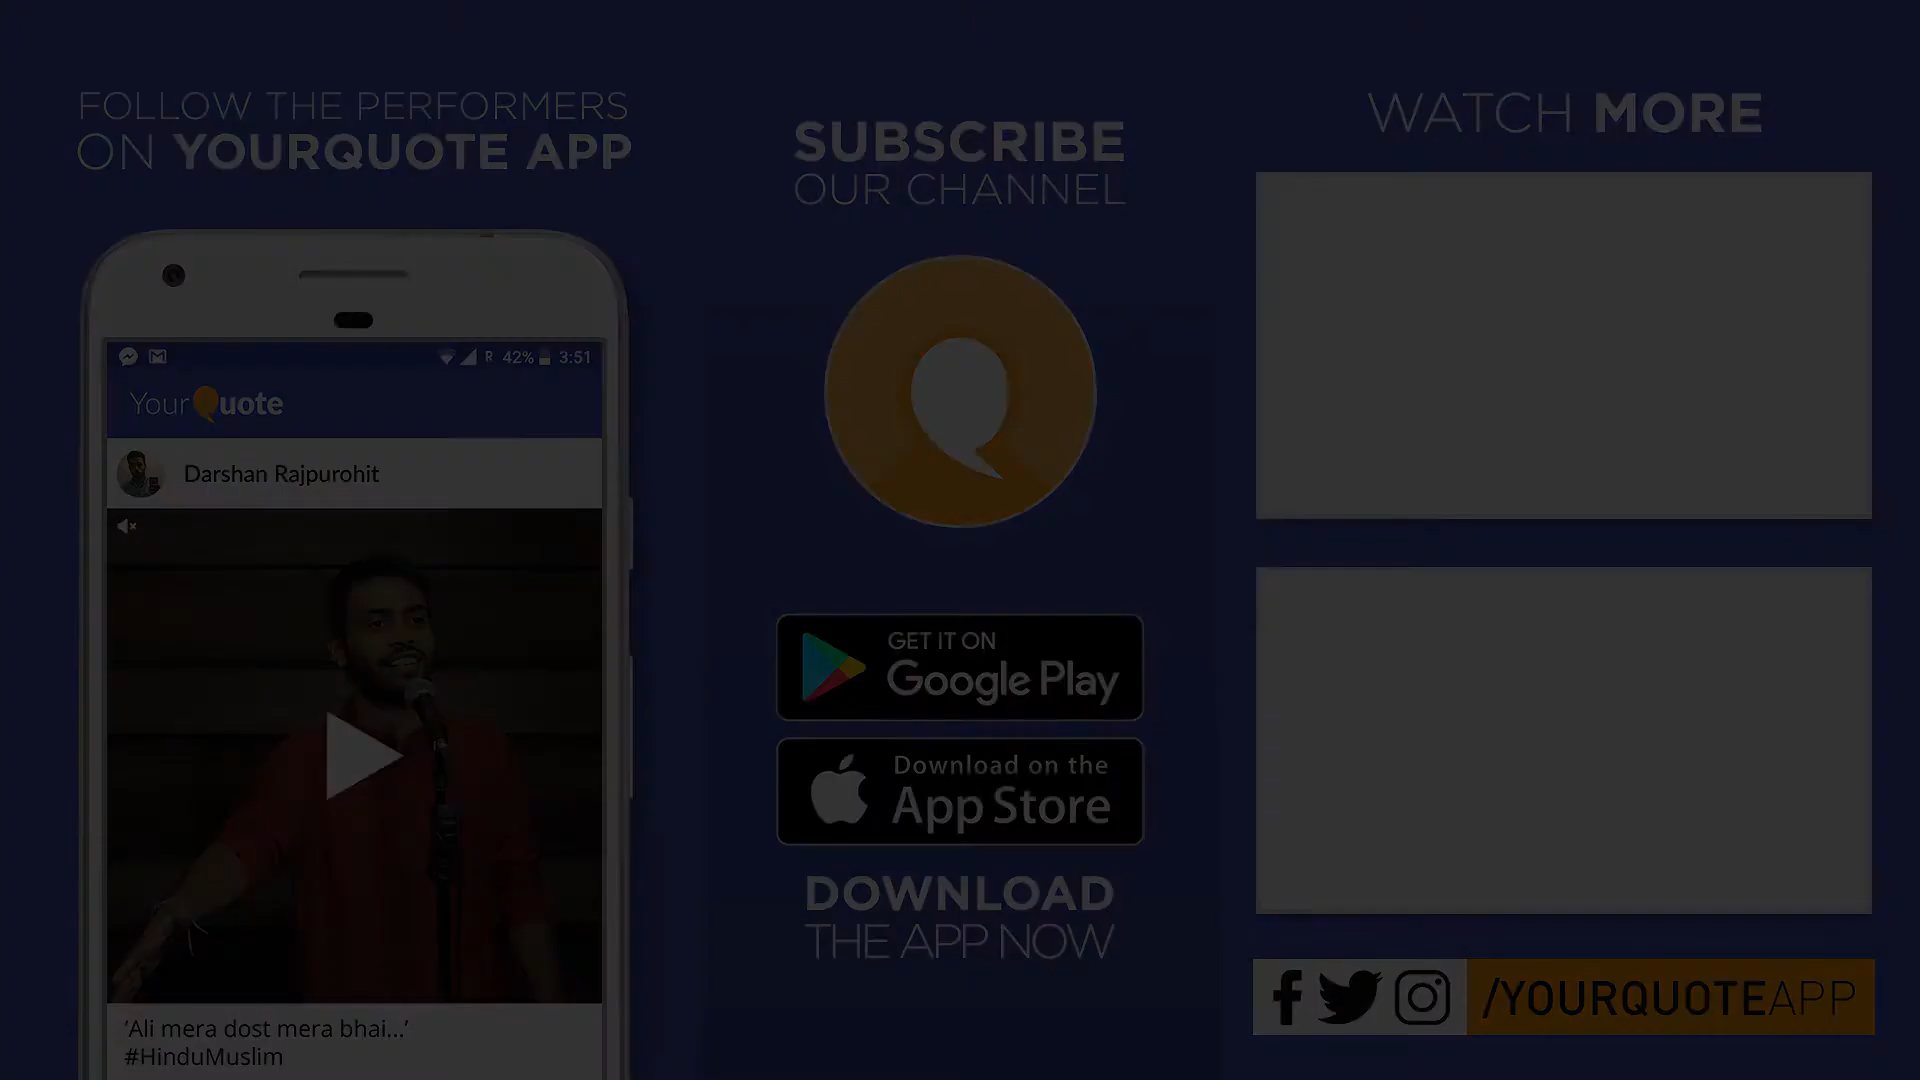 FOLLOW THE PERFORMERS
ON YOURQUOTE APP
R 42% 3:51
YourQuote
Darshan Rajpurohit
'Ali mera dost mera bhai...'
#HinduMuslim
SUBSCRIBE
OUR CHANNEL
GET IT ON
Google Play
Download on the
App Store
DOWNLOAD
THE APP NOW
WATCH MORE
/YOURQUOTEAPP